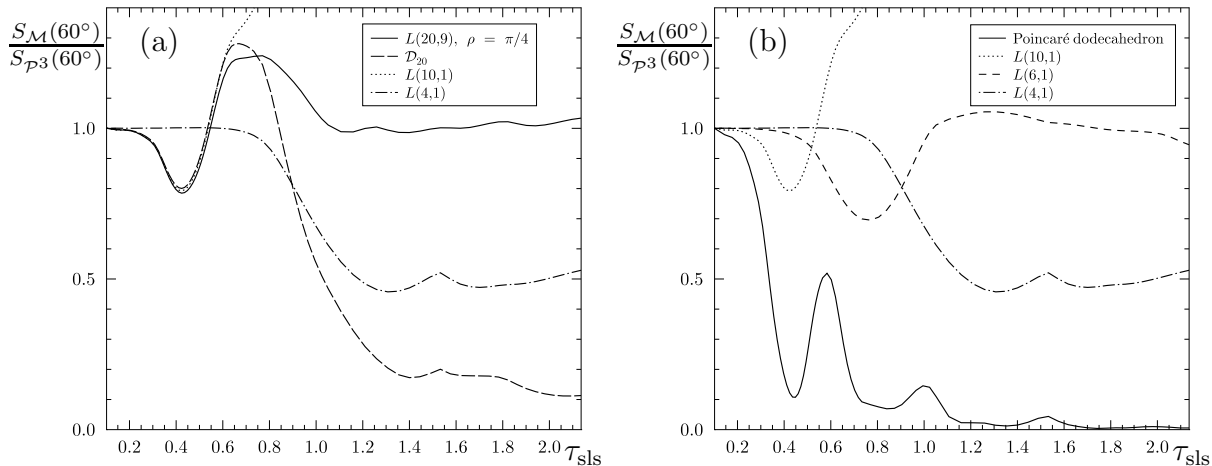 S_M(60°)
S_P³(60°)
(a)
L(20,9), ρ = π/4
D₂₀
L(10,1)
L(4,1)
1.0
0.5
0.0
0.2 0.4 0.6 0.8 1.0 1.2 1.4 1.6 1.8 2.0
τ_sls
S_M(60°)
S_P³(60°)
(b)
Poincaré dodecahedron
L(10,1)
L(6,1)
L(4,1)
1.0
0.5
0.0
0.2 0.4 0.6 0.8 1.0 1.2 1.4 1.6 1.8 2.0
τ_sls